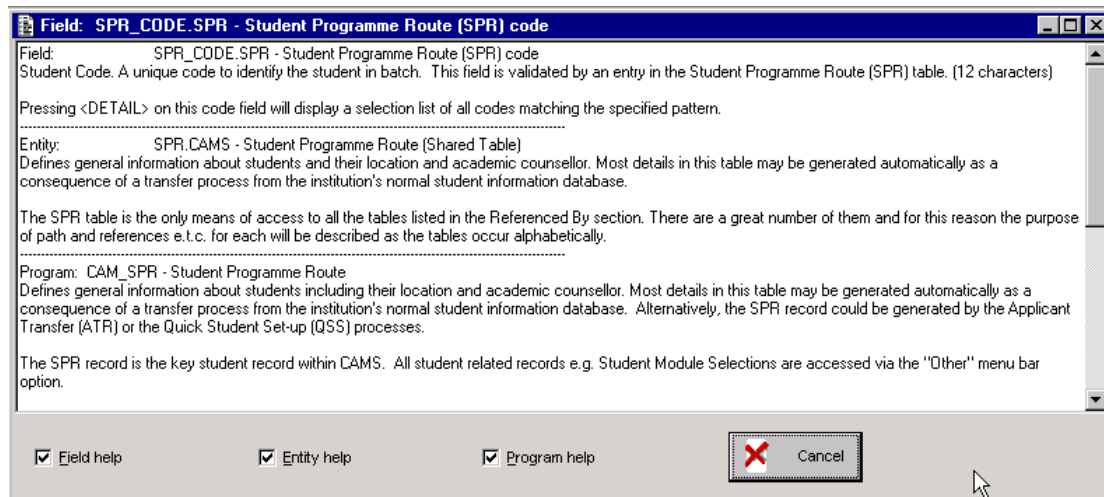 Field: SPR_CODE.SPR - Student Programme Route (SPR) code
Field: SPR_CODE.SPR - Student Programme Route (SPR) code
Student Code. A unique code to identify the student in batch. This field is validated by an entry in the Student Programme Route (SPR) table. (12 characters)
Pressing <DETAIL> on this code field will display a selection list of all codes matching the specified pattern.
--------------------------------------------------------------------------------
Entity: SPR.CAMS - Student Programme Route (Shared Table)
Defines general information about students and their location and academic counsellor. Most details in this table may be generated automatically as a
consequence of a transfer process from the institution's normal student information database.
The SPR table is the only means of access to all the tables listed in the Referenced By section. There are a great number of them and for this reason the purpose
of path and references e.t.c. for each will be described as the tables occur alphabetically.
--------------------------------------------------------------------------------
Program: CAM_SPR - Student Programme Route
Defines general information about students including their location and academic counsellor. Most details in this table may be generated automatically as a
consequence of a transfer process from the institution's normal student information database. Alternatively, the SPR record could be generated by the Applicant
Transfer (ATR) or the Quick Student Set-up (QSS) processes.
The SPR record is the key student record within CAMS. All student related records e.g. Student Module Selections are accessed via the "Other" menu bar
option.
Field help Entity help Program help Cancel